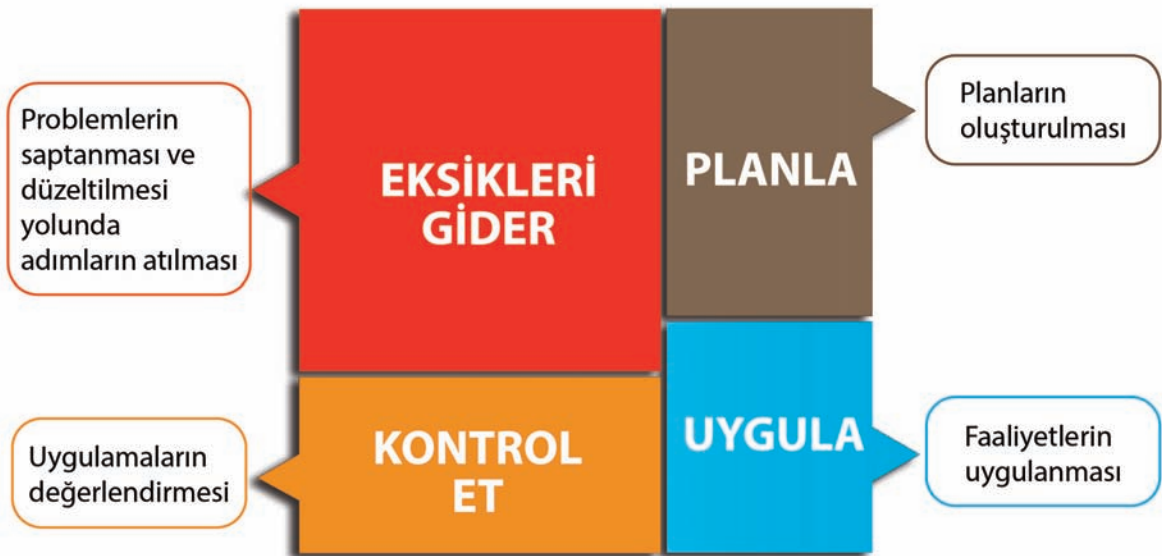 Problemlerin
saptanması ve
düzeltilmesi
yolunda
adımların atılması
EKSİKLERİ
GİDER
PLANLA
Planların
oluşturulması
Uygulamaların
değerlendirmesi
KONTROL
ET
UYGULA
Faaliyetlerin
uygulanması